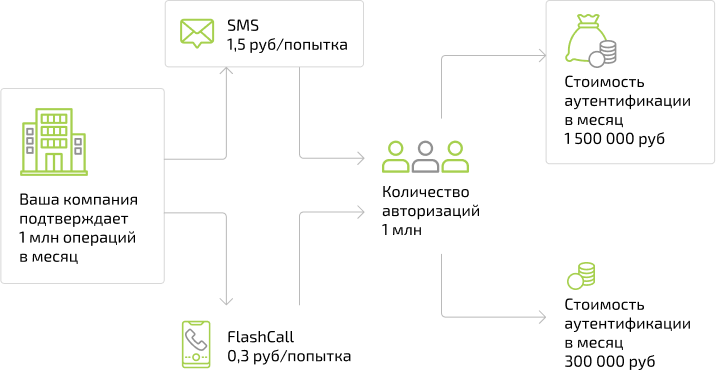 SMS
1,5 руб/попытка
Ваша компания
подтверждает
1 млн операций
в месяц
FlashCall
0,3 руб/попытка
Количество
авторизаций
1 млн
Стоимость
аутентификации
в месяц
1 500 000 руб
Стоимость
аутентификации
в месяц
300 000 руб